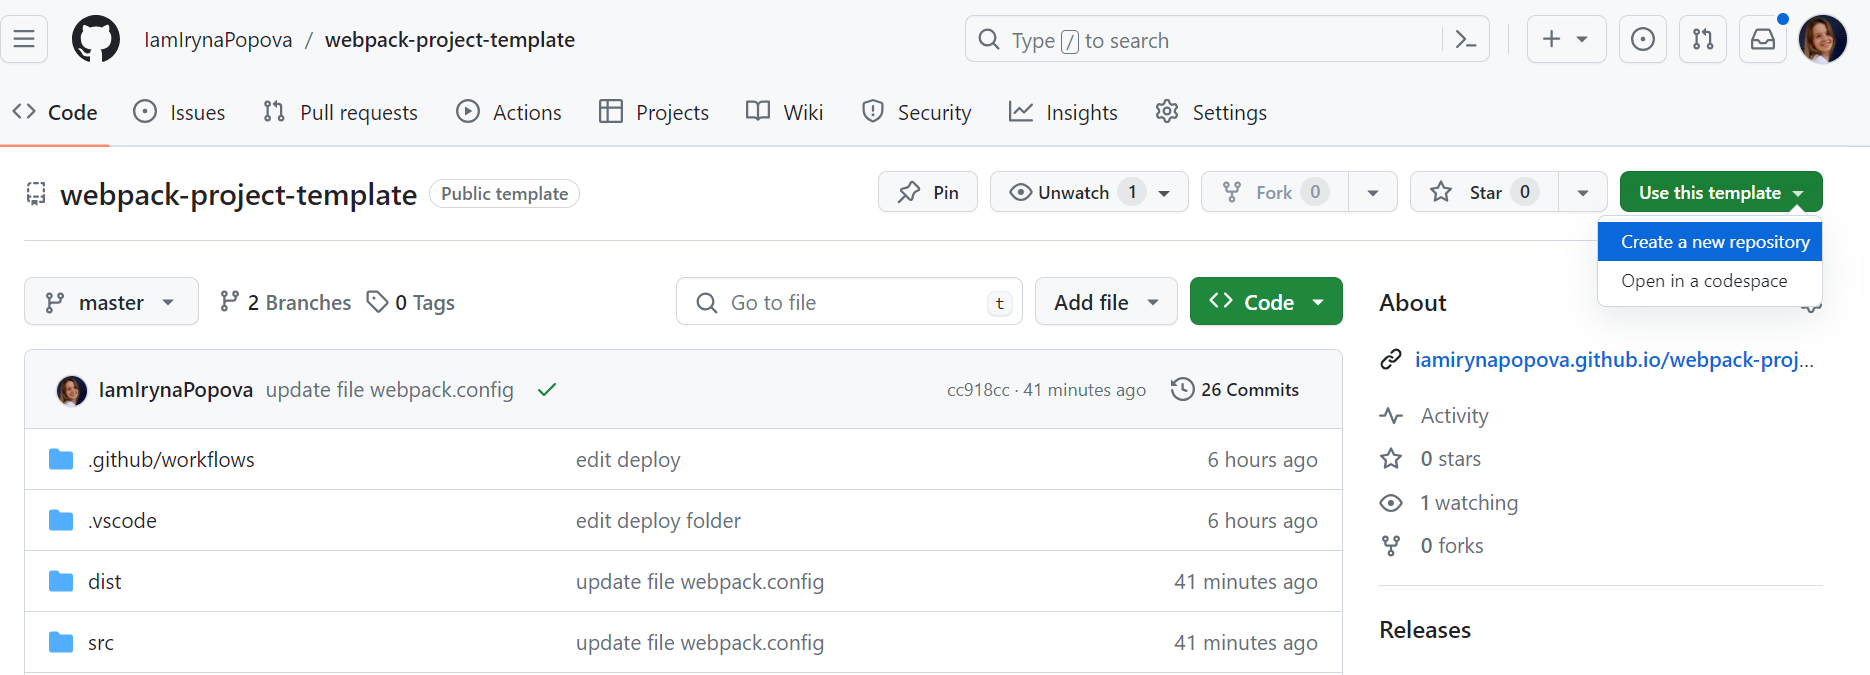 IamIrynaPopova / webpack-project-template
Type / to search
Code Issues Pull requests Actions Projects Wiki Security Insights Settings
webpack-project-template Public template Pin Unwatch 1 Fork 0 Star 0 Use this template
Create a new repository
Open in a codespace
master 2 Branches 0 Tags Go to file t Add file Code
IamIrynaPopova update file webpack.config cc918cc · 41 minutes ago 26 Commits
.github/workflows edit deploy 6 hours ago
.vscode edit deploy folder 6 hours ago
dist update file webpack.config 41 minutes ago
src update file webpack.config 41 minutes ago
About
iamirynapopova.github.io/webpack-proj...
Activity
0 stars
1 watching
0 forks
Releases